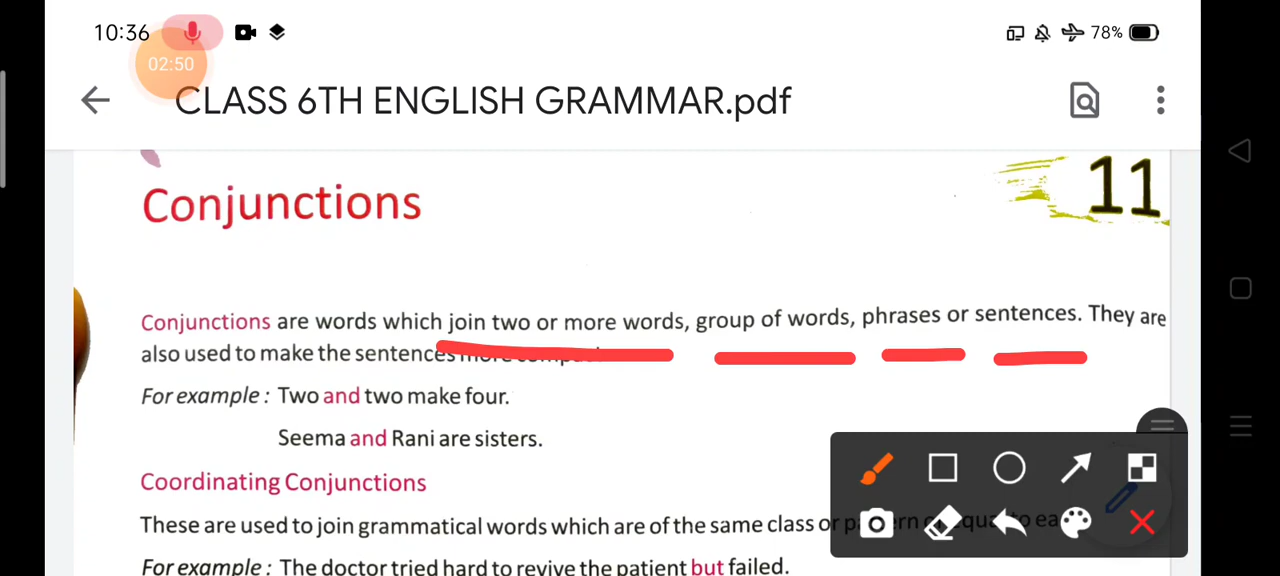 10:36
78%
02:50
CLASS 6TH ENGLISH GRAMMAR.pdf
Conjunctions
11
Conjunctions are words which join two or more words, group of words, phrases or sentences. They are
also used to make the sentences more
For example : Two and two make four.
Seema and Rani are sisters.
Coordinating Conjunctions
These are used to join grammatical words which are of the same class or
For example : The doctor tried hard to revive the patient but failed.